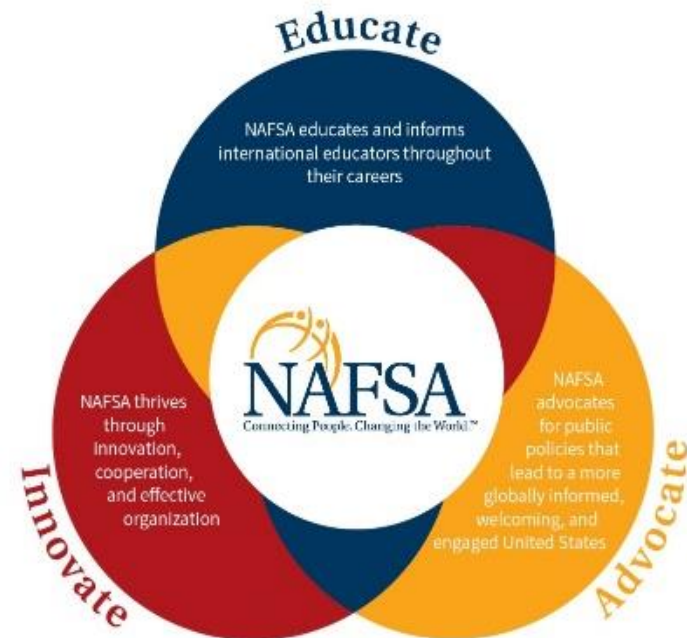 Educate
NAFSA educates and informs
international educators throughout
their careers
NAFSA
Connecting People. Changing the World.™
NAFSA thrives
through
innovation,
cooperation,
and effective
organization
Innovate
NAFSA
advocates
for public
policies that
lead to a more
globally informed,
welcoming, and
engaged United States
Advocate